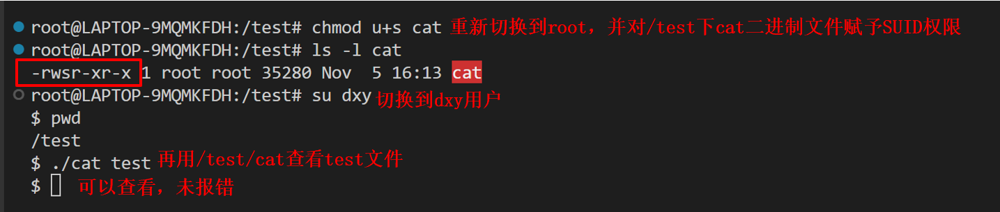 root@LAPTOP-9MQMKFDH:/test# chmod u+s cat 重新切换到root，并对/test下cat二进制文件赋予SUID权限
root@LAPTOP-9MQMKFDH:/test# ls -l cat
-rwsr-xr-x 1 root root 35280 Nov  5 16:13 cat
root@LAPTOP-9MQMKFDH:/test# su dxy 切换到dxy用户
$ pwd
/test
$ ./cat test 再用/test/cat查看test文件
$ 可以查看，未报错